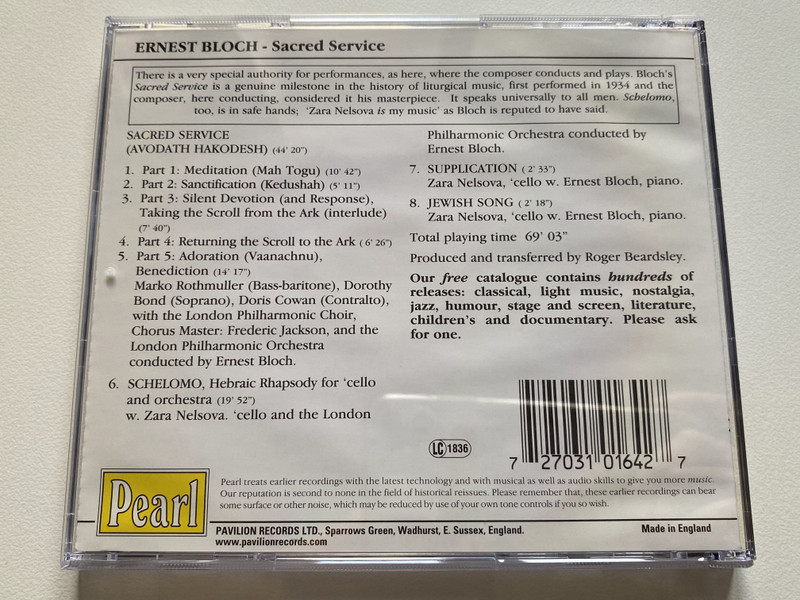 ERNEST BLOCH - Sacred Service
There is a very special authority for performances, as here, where the composer conducts and plays. Bloch's
Sacred Service is a genuine milestone in the history of liturgical music, first performed in 1934 and the
composer, here conducting, considered it his masterpiece. It speaks universally to all men. Schelomo,
too, is in safe hands; 'Zara Nelsova is my music' as Bloch is reputed to have said.
SACRED SERVICE
(AVODATH HAKODESH) (44' 20")
1. Part 1: Meditation (Mah Togu) (10' 42")
2. Part 2: Sanctification (Kedushah) (5' 11")
3. Part 3: Silent Devotion (and Response),
Taking the Scroll from the Ark (interlude)
(7' 40")
4. Part 4: Returning the Scroll to the Ark ( 6' 26")
5. Part 5: Adoration (Vaanachnu),
Benediction (14' 17")
Marko Rothmuller (Bass-baritone), Dorothy
Bond (Soprano), Doris Cowan (Contralto),
with the London Philharmonic Choir,
Chorus Master: Frederic Jackson, and the
London Philharmonic Orchestra
conducted by Ernest Bloch.
6. SCHELOMO, Hebraic Rhapsody for 'cello
and orchestra (19' 52")
w. Zara Nelsova. 'cello and the London
Philharmonic Orchestra conducted by
Ernest Bloch.
7. SUPPLICATION ( 2' 33")
Zara Nelsova, 'cello w. Ernest Bloch, piano.
8. JEWISH SONG ( 2' 18")
Zara Nelsova, 'cello w. Ernest Bloch, piano.
Total playing time 69' 03"
Produced and transferred by Roger Beardsley.
Our free catalogue contains hundreds of
releases: classical, light music, nostalgia,
jazz, humour, stage and screen, literature,
children's and documentary. Please ask
for one.
LC 1836
7 27031 01642 7
Pearl
Pearl treats earlier recordings with the latest technology and with musical as well as audio skills to give you more music.
Our reputation is second to none in the field of historical reissues. Please remember that, these earlier recordings can bear
some surface or other noise, which may be reduced by use of your own tone controls if you so wish.
PAVILION RECORDS LTD., Sparrows Green, Wadhurst, E. Sussex, England.
Made in England
www.pavilionrecords.com